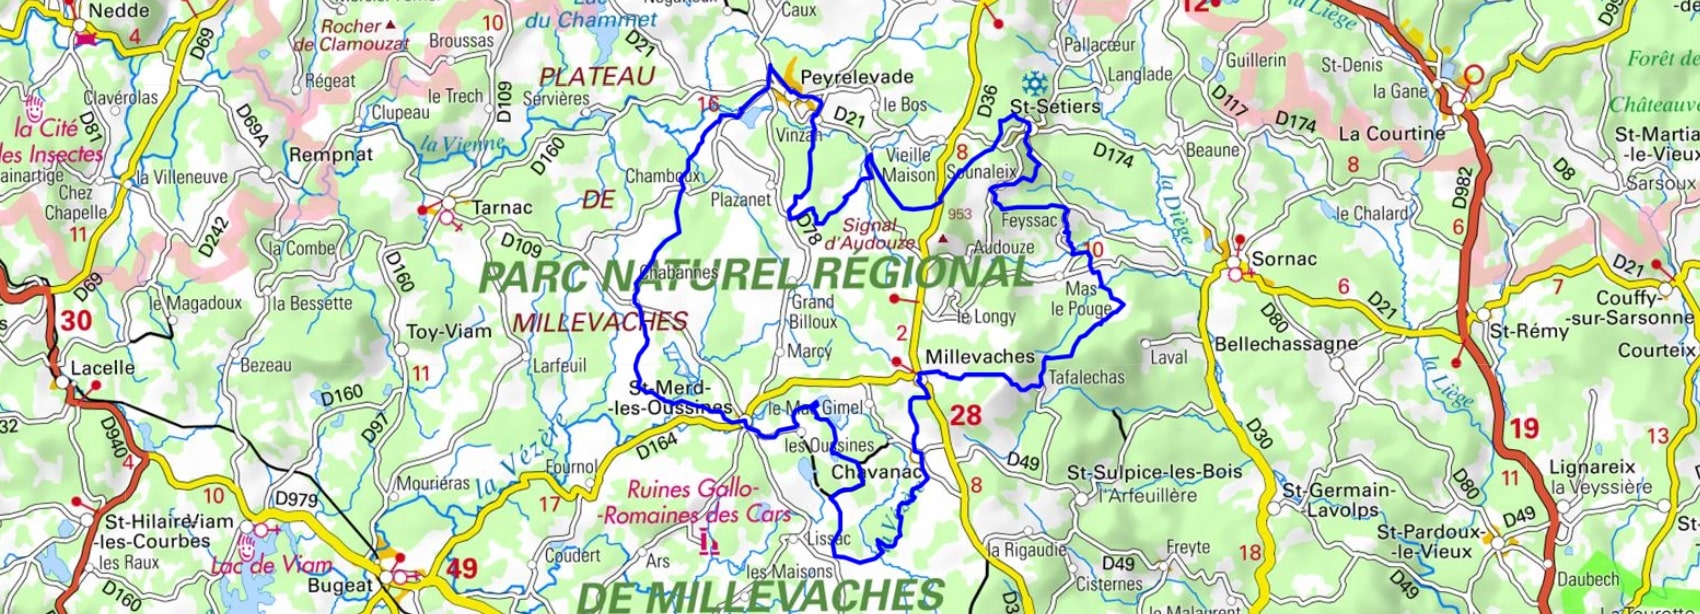 Nedde
4
D69
Rocher
de Clamouzat
10
Broussas
Régeat
Clavérolas
le Trech
D109
Clupeau
la Cité
des Insectes
D81
D69A
Rempnat
la Vienne
Chez
Chapelle
la Villeneuve
11
D242
Tarnac
la Combe
D109
D160
D160
D69
le Magadoux
la Bessette
30
Lacelle
Bezeau
Toy-Viam
11
Larfeuil
D160
D97
32
D940
4
Mouriéras
D979
10
St-Hilaire
-les-Courbes
les Raux
Viam
Lac de Viam
D160
Bugeat
49
Fournol
17
la Vézère
D164
Coudert
Ars
Ruines Gallo-
-Romaines des Cars
les Maisons
Lissac
Lac
du Chammet
D21
PLATEAU
Servières
16
DE
MILLEVACHES
PARC NATUREL RÉGIONAL
DE MILLEVACHES
Caux
Peyrelevade
Vinzan
D21
le Bos
Chamboux
Plazanet
D78
Chabannes
Grand
Billoux
Marcy
St-Merd-
-les-Oussines
Gimel
les Oussines
Chavanac
D36
8
Vieille
Maison
Signal
d'Audouze
953
Audouze
le Longy
2
Millevaches
28
8
St-Setiers
Sounaleix
Feyssac
10
Mas
le Pouge
Tafalechas
D174
Pallacœur
Langlade
12
la Liège
Guillerin
D117
D174
Beaune
la Diège
Sornac
6
D21
D80
Bellechassagne
Laval
D30
D49
St-Sulpice-les-Bois
l'Arfeuillère
la Rigaudie
D49
Cisternes
Freyte
18
le Malaurent
St-Germain-
-Lavolps
St-Pardoux-
-le-Vieux
D49
D80
D49
St-Denis
la Gane
La Courtine
8
le Chalard
D982
6
D8
Forêt de
St-Martia
-le-Vieux
Sarsoux
D21
7
Couffy-
-sur-Sarsonne
St-Rémy
Courteix
la Liège
19
13
11
Lignareix
la Veyssière
Daubech